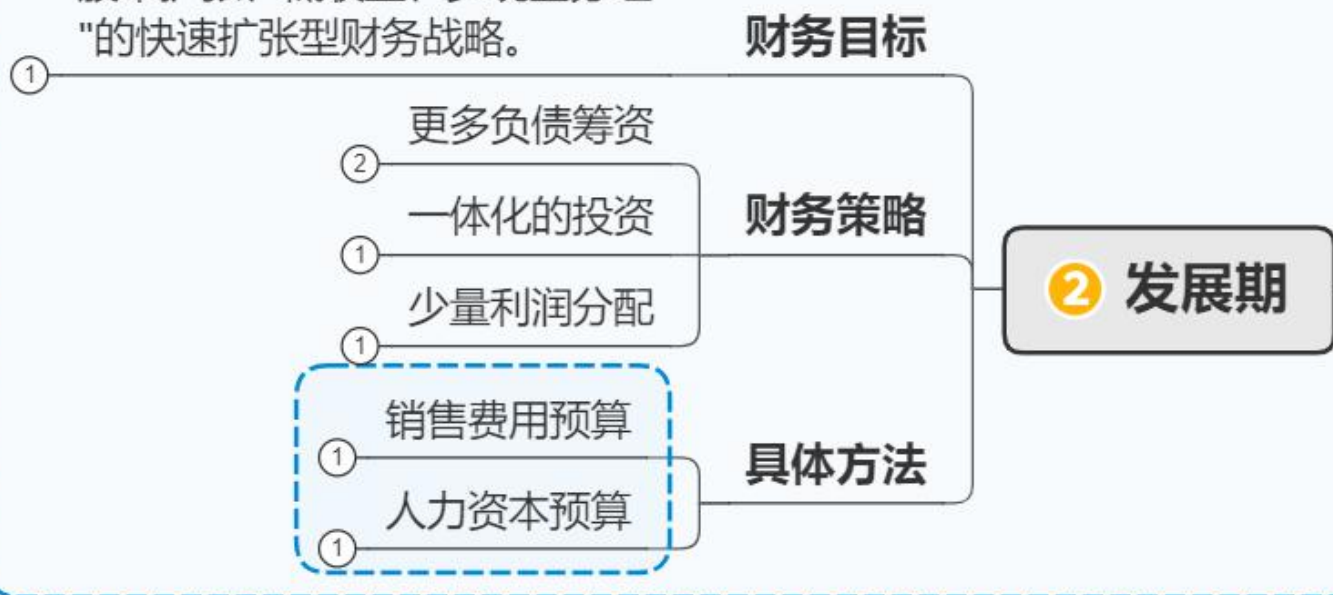 "的快速扩张型财务战略。
财务目标
1
更多负债筹资
2
一体化的投资
财务策略
1
少量利润分配
1
2 发展期
销售费用预算
1
具体方法
人力资本预算
1